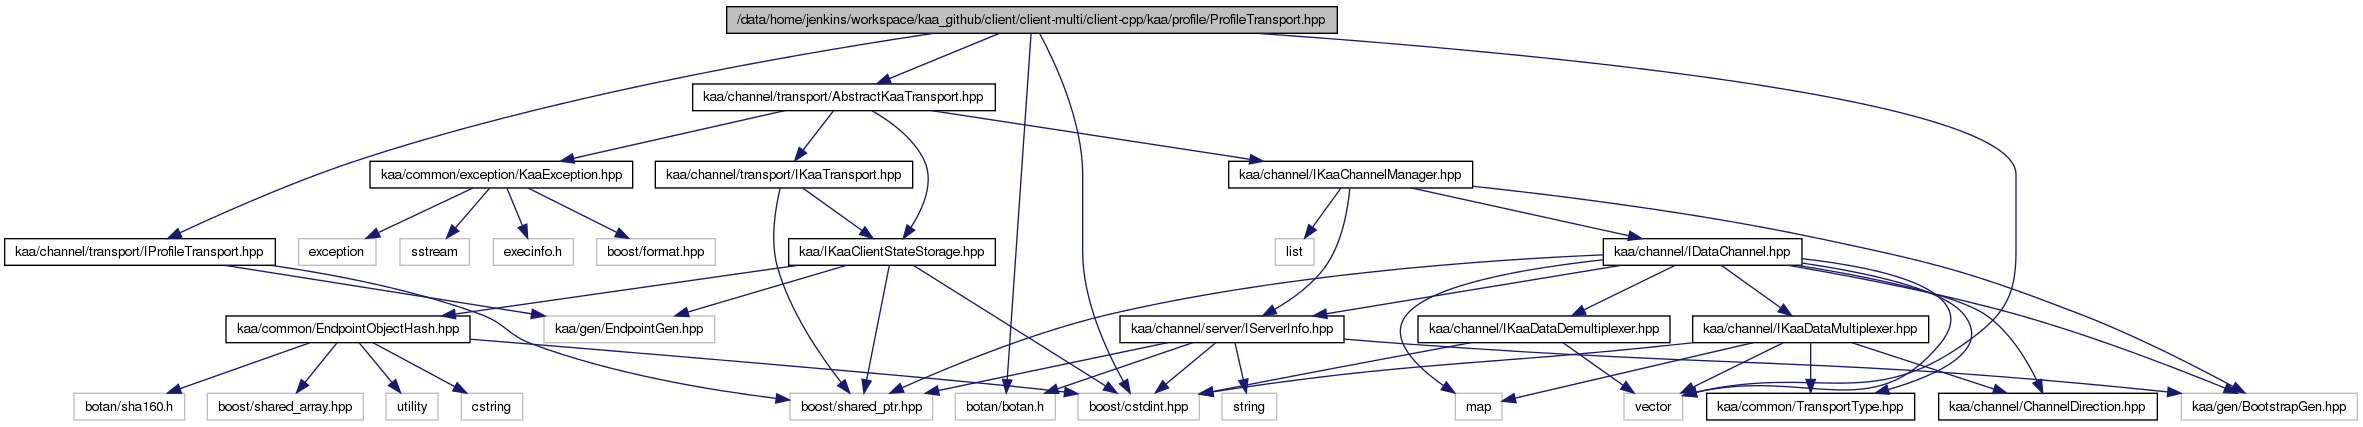 /data/home/jenkins/workspace/kaa_github/client/client-multi/client-cpp/kaa/profile/ProfileTransport.hpp
kaa/channel/transport/AbstractKaaTransport.hpp
kaa/common/exception/KaaException.hpp
kaa/channel/transport/IKaaTransport.hpp
kaa/channel/IKaaChannelManager.hpp
kaa/channel/transport/IProfileTransport.hpp
exception
sstream
execinfo.h
boost/format.hpp
kaa/IKaaClientStateStorage.hpp
list
kaa/channel/IDataChannel.hpp
kaa/common/EndpointObjectHash.hpp
kaa/gen/EndpointGen.hpp
kaa/channel/server/IServerInfo.hpp
kaa/channel/IKaaDataDemultiplexer.hpp
kaa/channel/IKaaDataMultiplexer.hpp
botan/sha160.h
boost/shared_array.hpp
utility
cstring
boost/shared_ptr.hpp
botan/botan.h
boost/cstdint.hpp
string
map
vector
kaa/common/TransportType.hpp
kaa/channel/ChannelDirection.hpp
kaa/gen/BootstrapGen.hpp